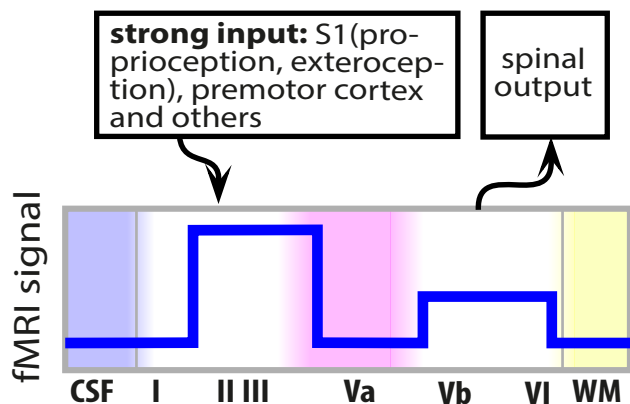 strong input: S1(pro-
prioception, exterocep-
tion), premotor cortex
and others
spinal
output
fMRI signal
CSF I II III Va Vb VI WM